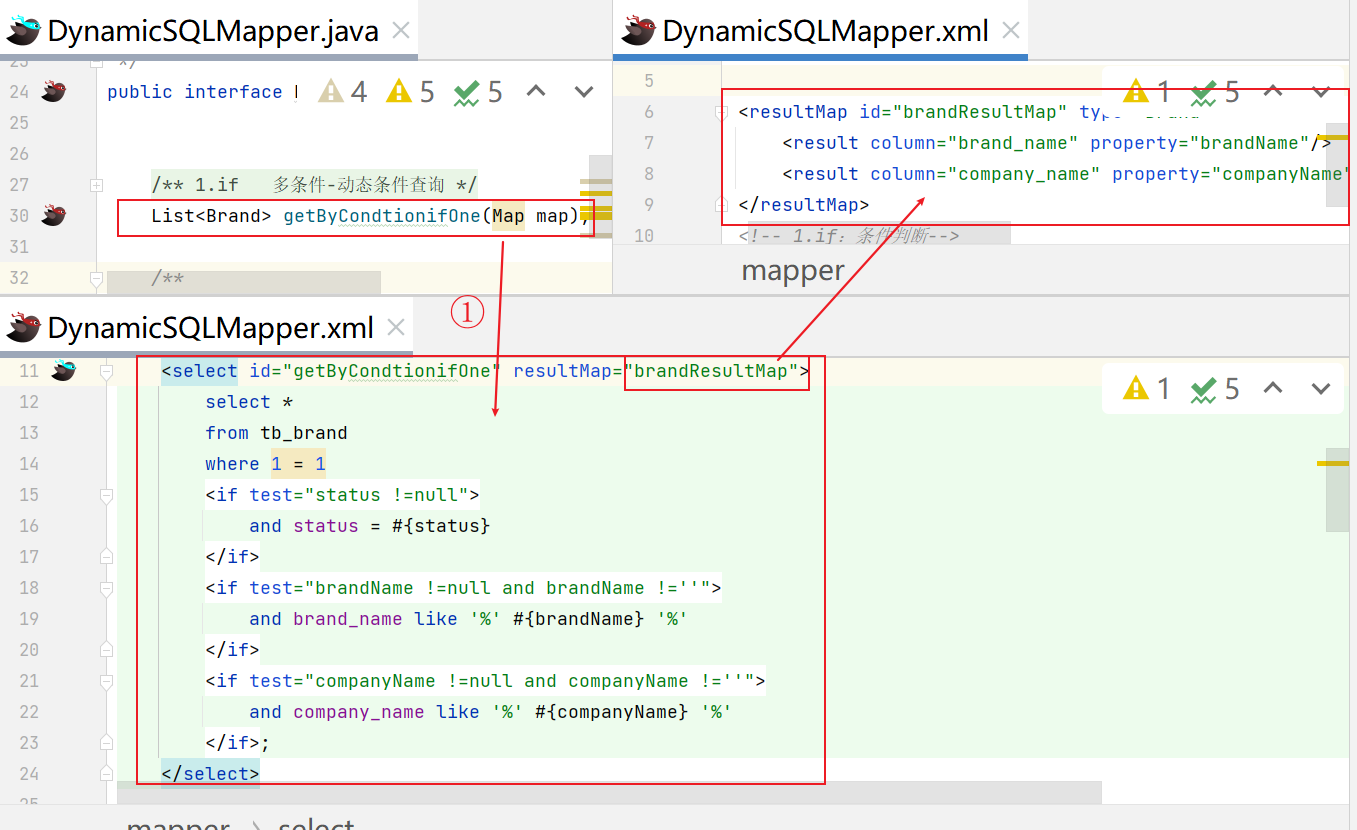 DynamicSQLMapper.java
23 */
24 public interface
4 5 5
25
26
27 /** 1.if 多条件-动态条件查询 */
30 List<Brand> getByCondtionifOne(Map map);
31
32 /**
DynamicSQLMapper.xml
5
1 5
6 <resultMap id="brandResultMap"
7 <result column="brand_name" property="brandName"/>
8 <result column="company_name" property="companyName"
9 </resultMap>
10 <!-- 1.if：条件判断-->
mapper
①
DynamicSQLMapper.xml
1 5
11 <select id="getByCondtionifOne" resultMap="brandResultMap">
12 select *
13 from tb_brand
14 where 1 = 1
15 <if test="status !=null">
16 and status = #{status}
17 </if>
18 <if test="brandName !=null and brandName !=''">
19 and brand_name like '%' #{brandName} '%'
20 </if>
21 <if test="companyName !=null and companyName !=''">
22 and company_name like '%' #{companyName} '%'
23 </if>;
24 </select>
25
mapper > select